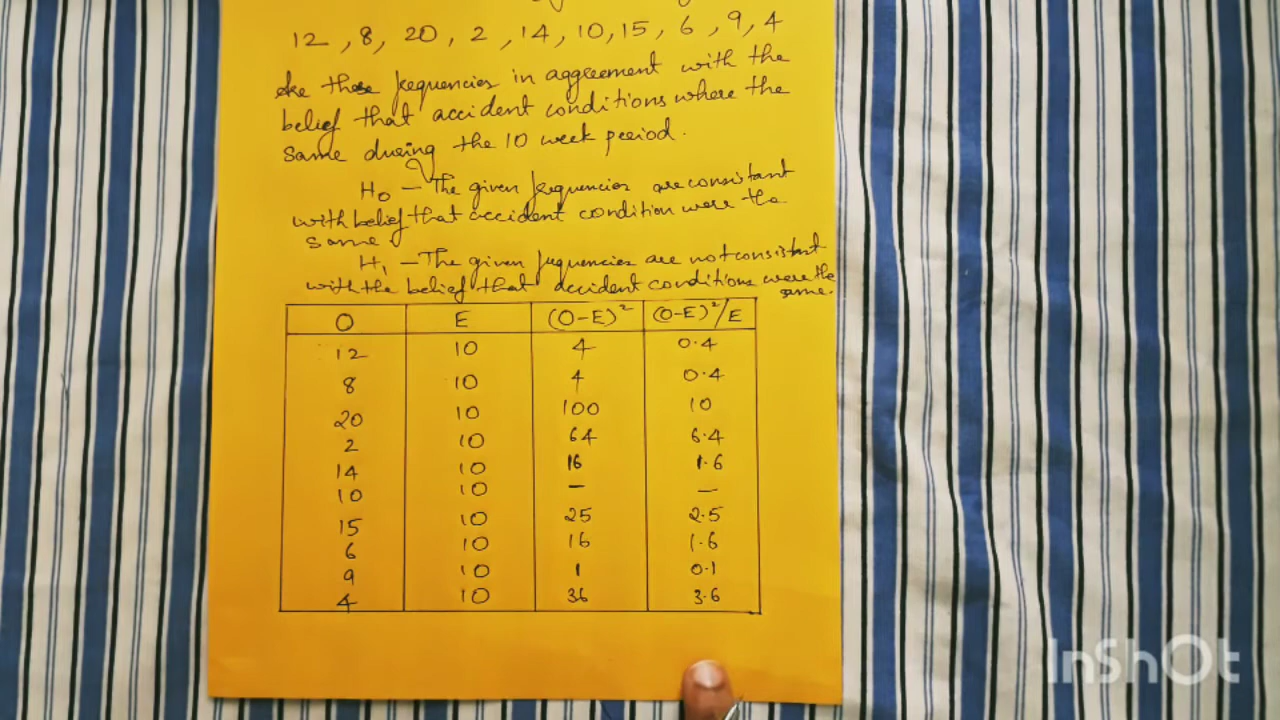 12, 8, 20, 2, 14, 10, 15, 6, 9, 4
Are these frequencies in aggreement with the
belief that accident conditions where the
same during the 10 week period.
H0 – The given frequencies are consistant
with belief that accident condition were the
same.
H1 – The given frequencies are not consistant
with the belief that accident conditions were the
same.
O E (O-E)² (O-E)²/E
12 10 4 0.4
8 10 4 0.4
20 10 100 10
2 10 64 6.4
14 10 16 1.6
10 10 – –
15 10 25 2.5
6 10 16 1.6
9 10 1 0.1
4 10 36 3.6
InShOt